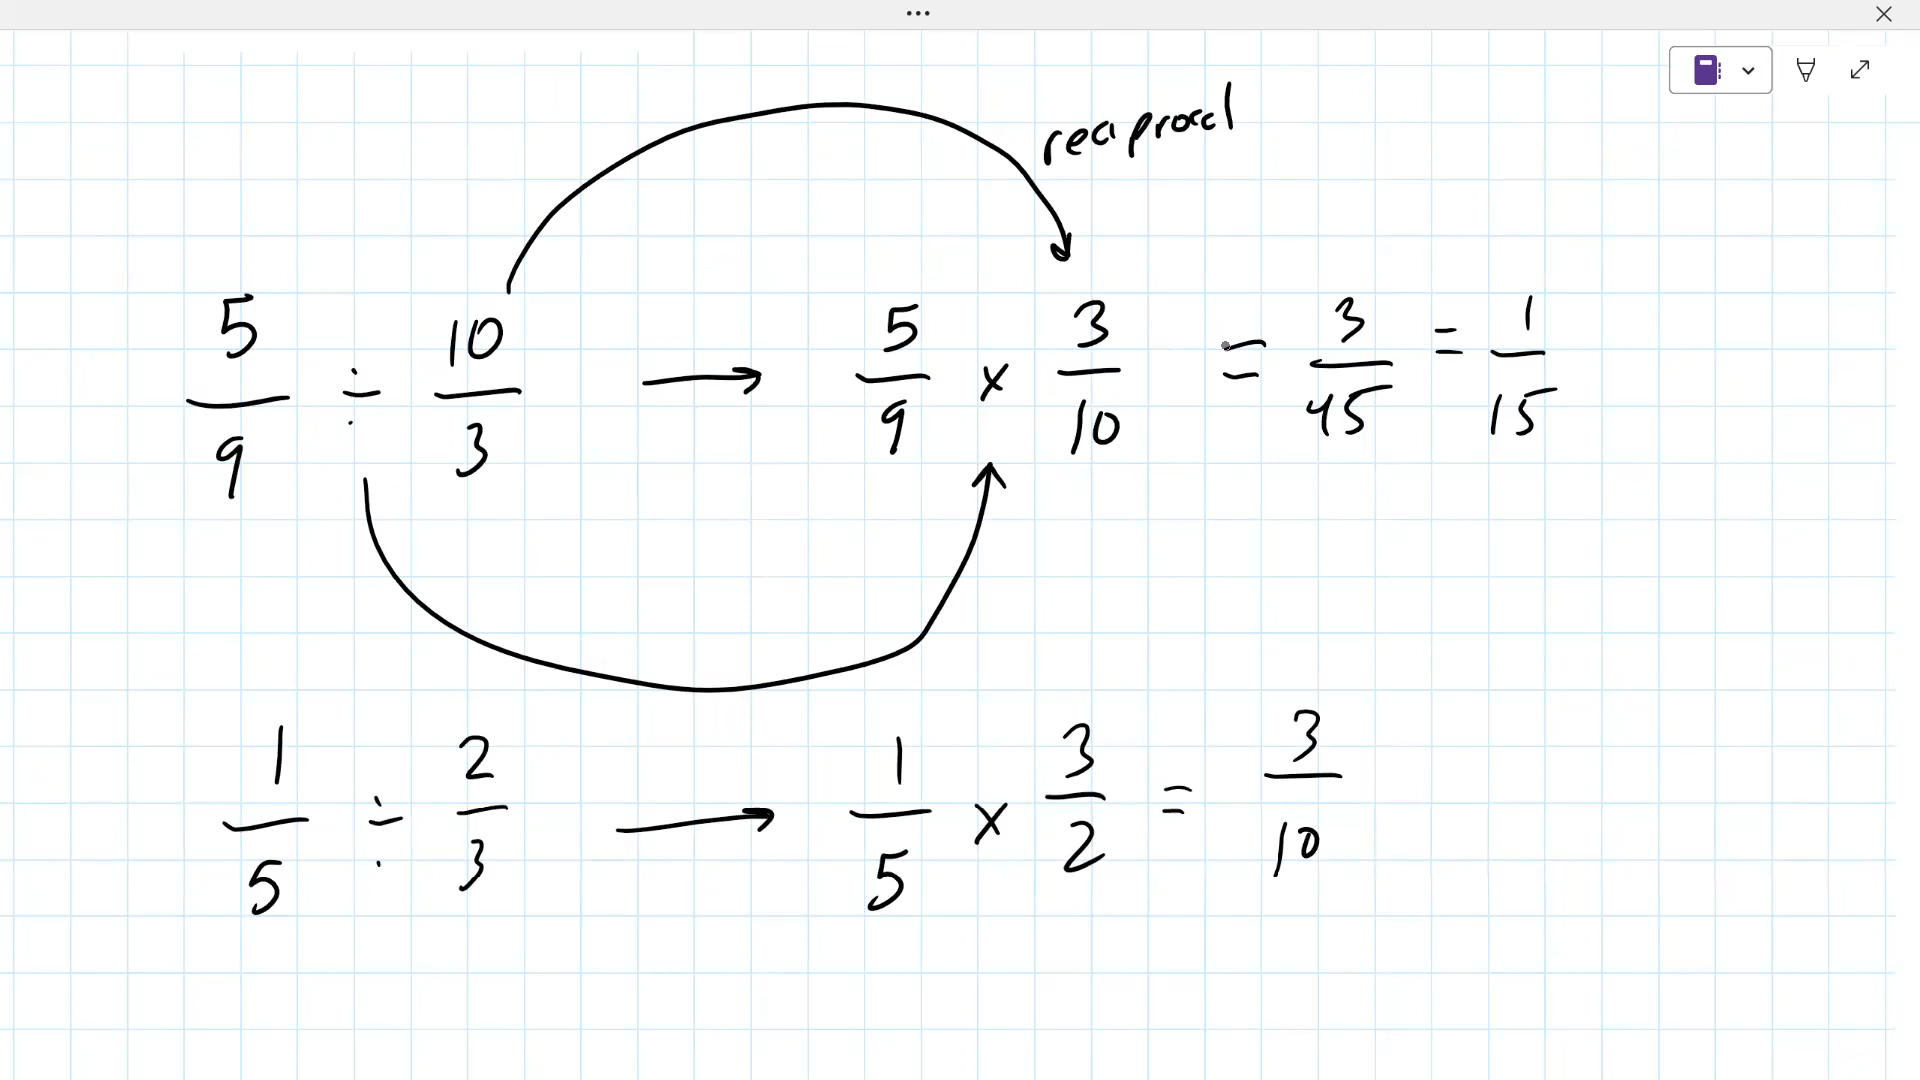 reciprocal
5/9 ÷ 10/3 → 5/9 × 3/10 = 3/45 = 1/15
1/5 ÷ 2/3 → 1/5 × 3/2 = 3/10